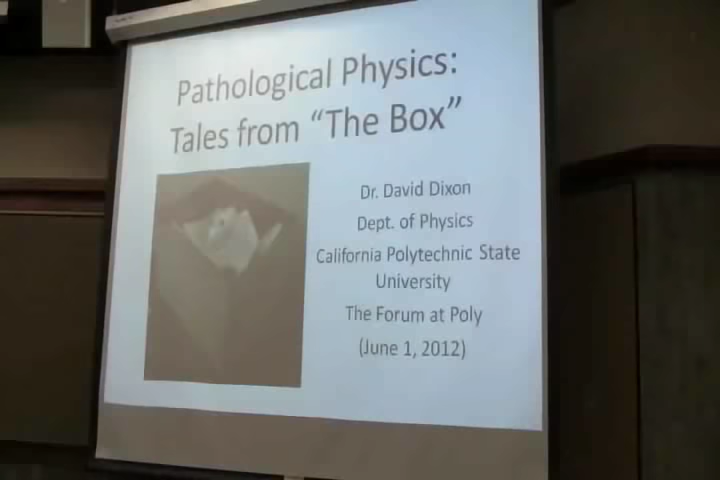 Pathological Physics:
Tales from “The Box”
Dr. David Dixon
Dept. of Physics
California Polytechnic State
University
The Forum at Poly
(June 1, 2012)